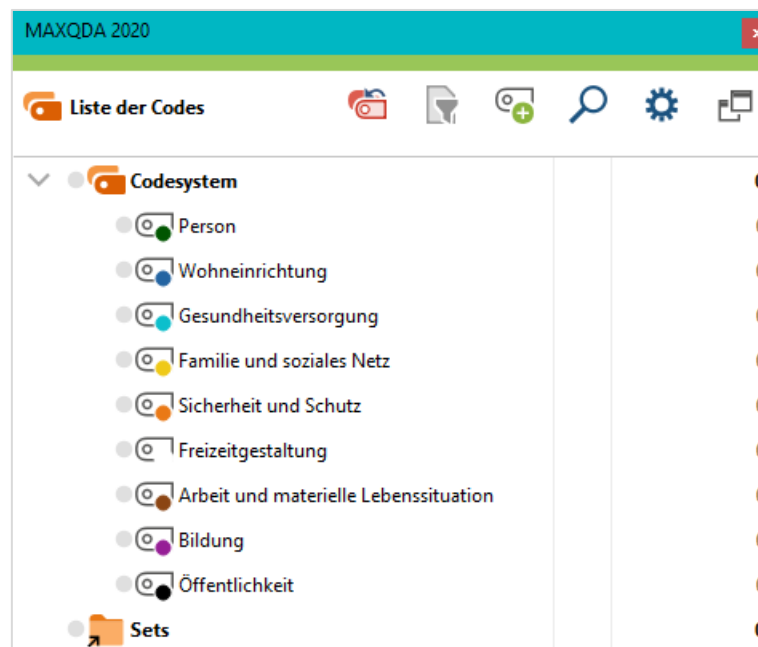 MAXQDA 2020
Liste der Codes
Codesystem
Person
Wohneinrichtung
Gesundheitsversorgung
Familie und soziales Netz
Sicherheit und Schutz
Freizeitgestaltung
Arbeit und materielle Lebenssituation
Bildung
Öffentlichkeit
Sets